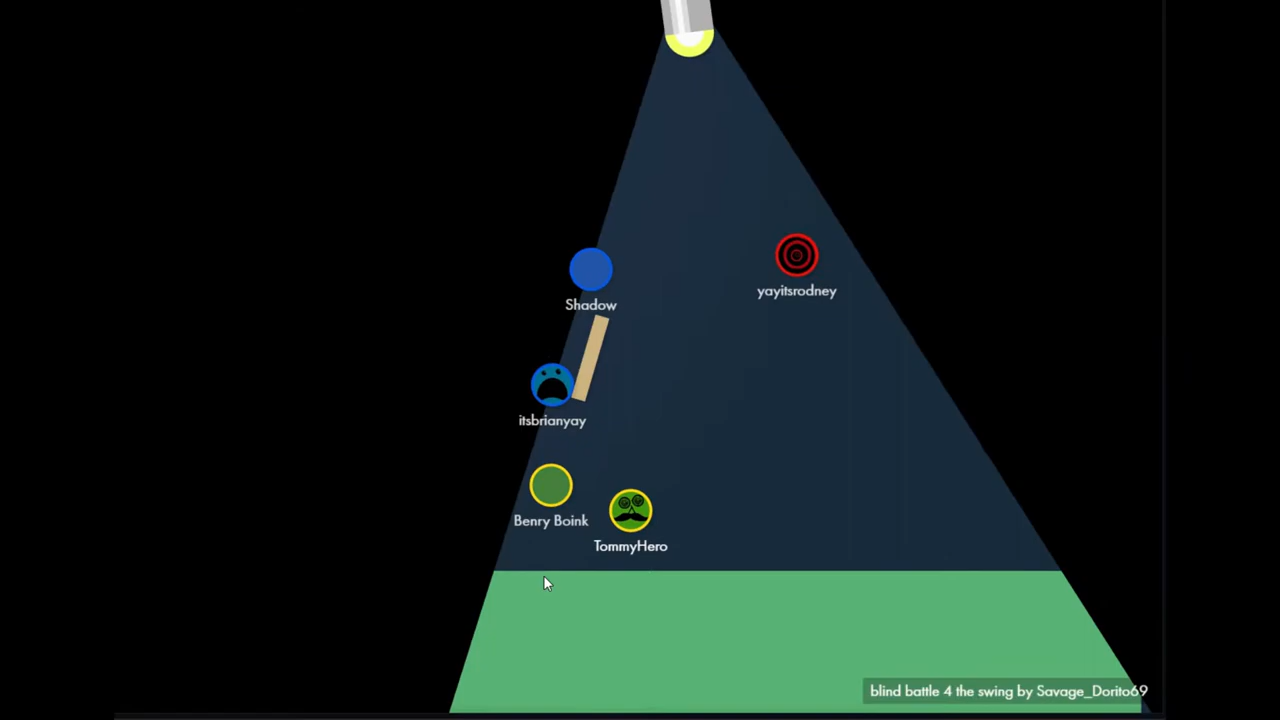 yayitsrodney
Shadow
itsbrianyay
Benry Boink
TommyHero
blind battle 4 the swing by Savage_Dorito69